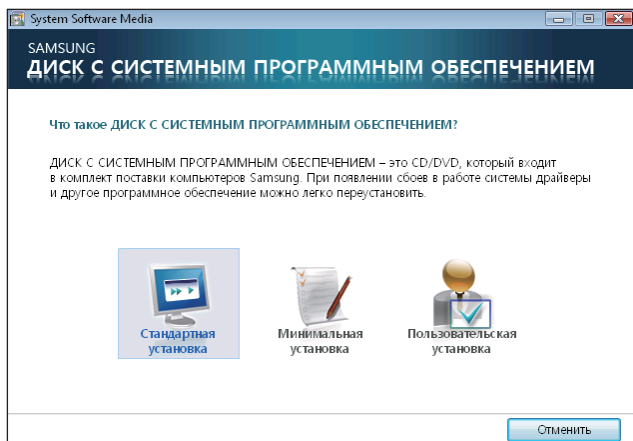 System Software Media
SAMSUNG
ДИСК С СИСТЕМНЫМ ПРОГРАММНЫМ ОБЕСПЕЧЕНИЕМ
Что такое ДИСК С СИСТЕМНЫМ ПРОГРАММНЫМ ОБЕСПЕЧЕНИЕМ?
ДИСК С СИСТЕМНЫМ ПРОГРАММНЫМ ОБЕСПЕЧЕНИЕМ – это CD/DVD, который входит
в комплект поставки компьютеров Samsung. При появлении сбоев в работе системы драйверы
и другое программное обеспечение можно легко переустановить.
Стандартная
установка
Минимальная
установка
Пользовательская
установка
Отменить